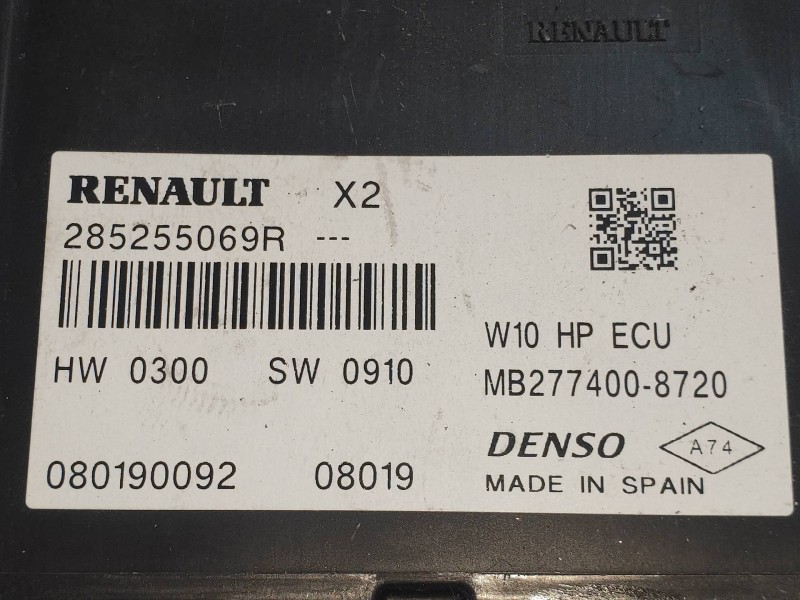 RENAULT
RENAULT X2
285255069R ---
W10 HP ECU
HW 0300 SW 0910
MB277400-8720
DENSO A74
080190092 08019
MADE IN SPAIN